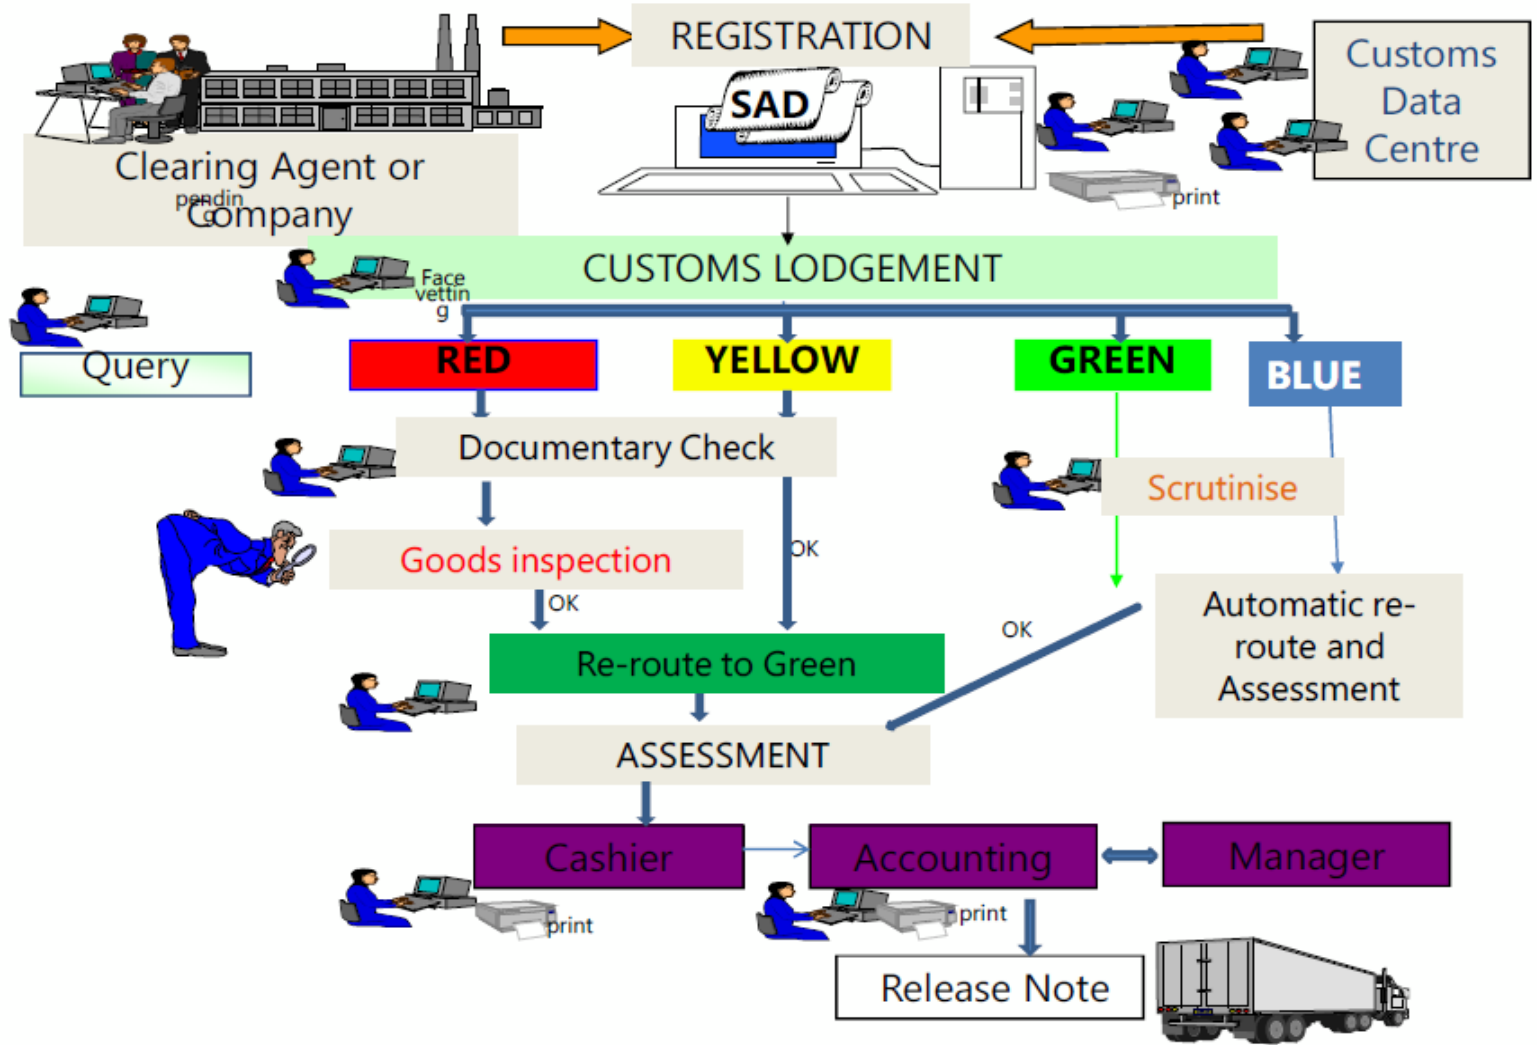 REGISTRATION
Customs
Data
Centre
SAD
Clearing Agent or
Company
pendin
g
print
CUSTOMS LODGEMENT
Face
vettin
g
Query
RED
YELLOW
GREEN
BLUE
Documentary Check
Scrutinise
Goods inspection
OK
OK
OK
Automatic re-
route and
Assessment
Re-route to Green
ASSESSMENT
Cashier
Accounting
Manager
print
print
Release Note